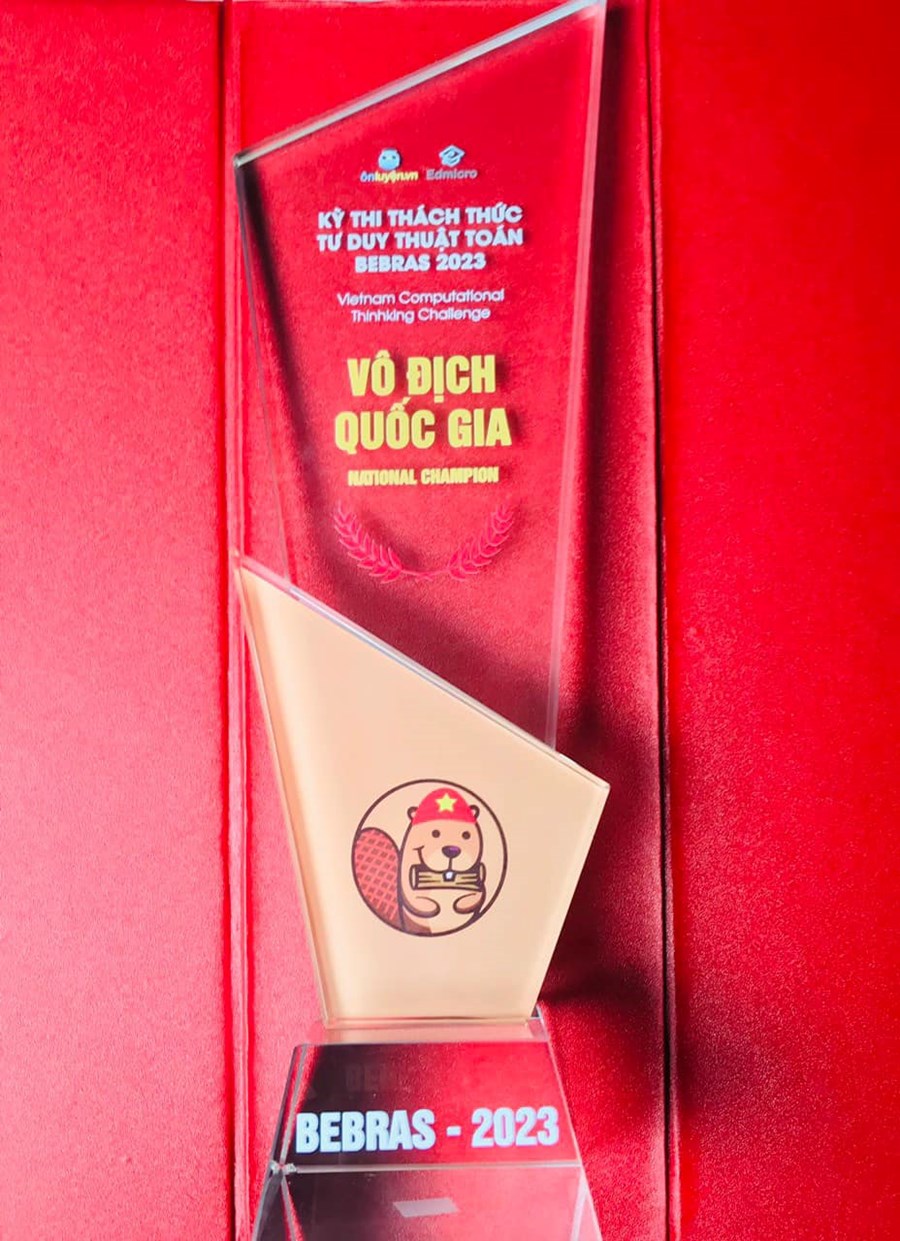 ônluyện.vn Edmicro
KỲ THI THÁCH THỨC
TƯ DUY THUẬT TOÁN
BEBRAS 2023
Vietnam Computational
Thinhking Challenge
VÔ ĐỊCH
QUỐC GIA
NATIONAL CHAMPION
BEBRAS - 2023